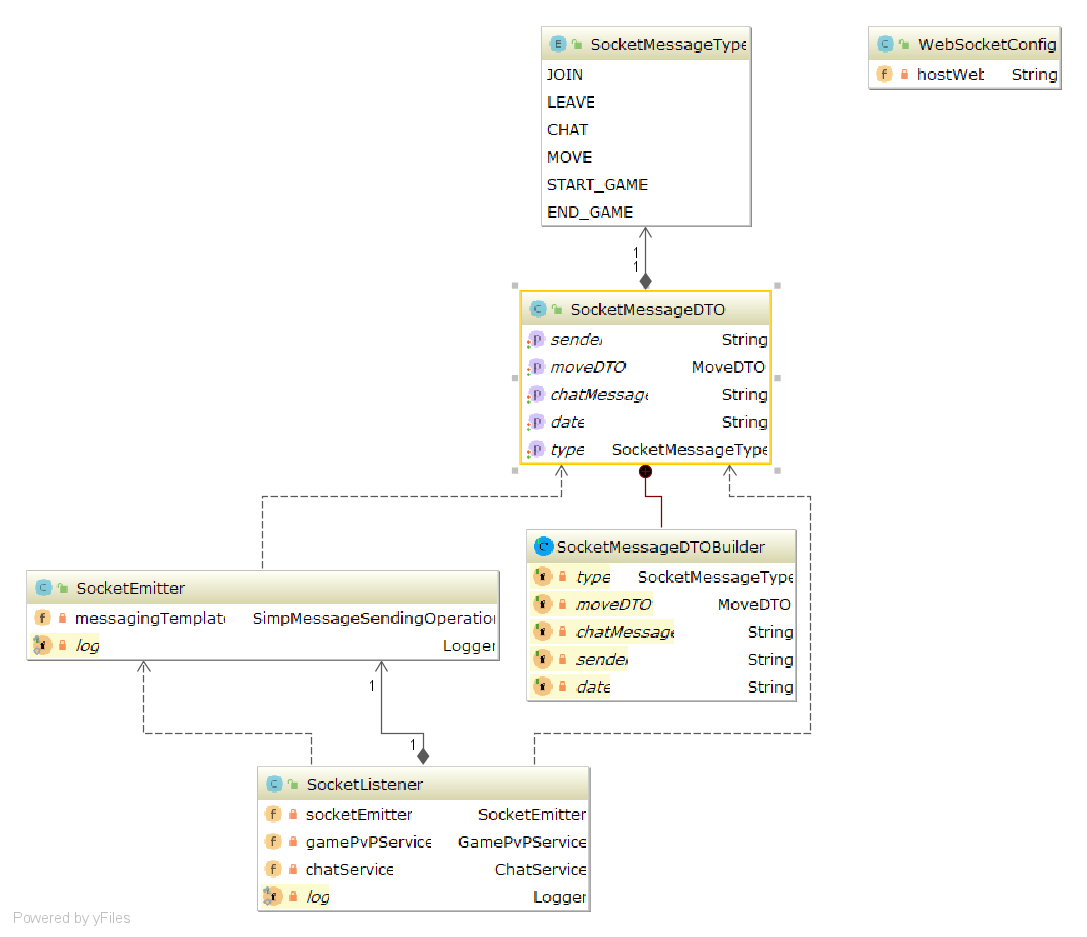 SocketMessageType
JOIN
LEAVE
CHAT
MOVE
START_GAME
END_GAME
WebSocketConfig
hostWeb String
1
1
SocketMessageDTO
sender String
moveDTO MoveDTO
chatMessage String
date String
type SocketMessageType
SocketMessageDTOBuilder
type SocketMessageType
moveDTO MoveDTO
chatMessage String
sender String
date String
SocketEmitter
messagingTemplat SimpMessageSendingOperation
log Logger
1
1
SocketListener
socketEmitter SocketEmitter
gamePvPService GamePvPService
chatService ChatService
log Logger
Powered by yFiles